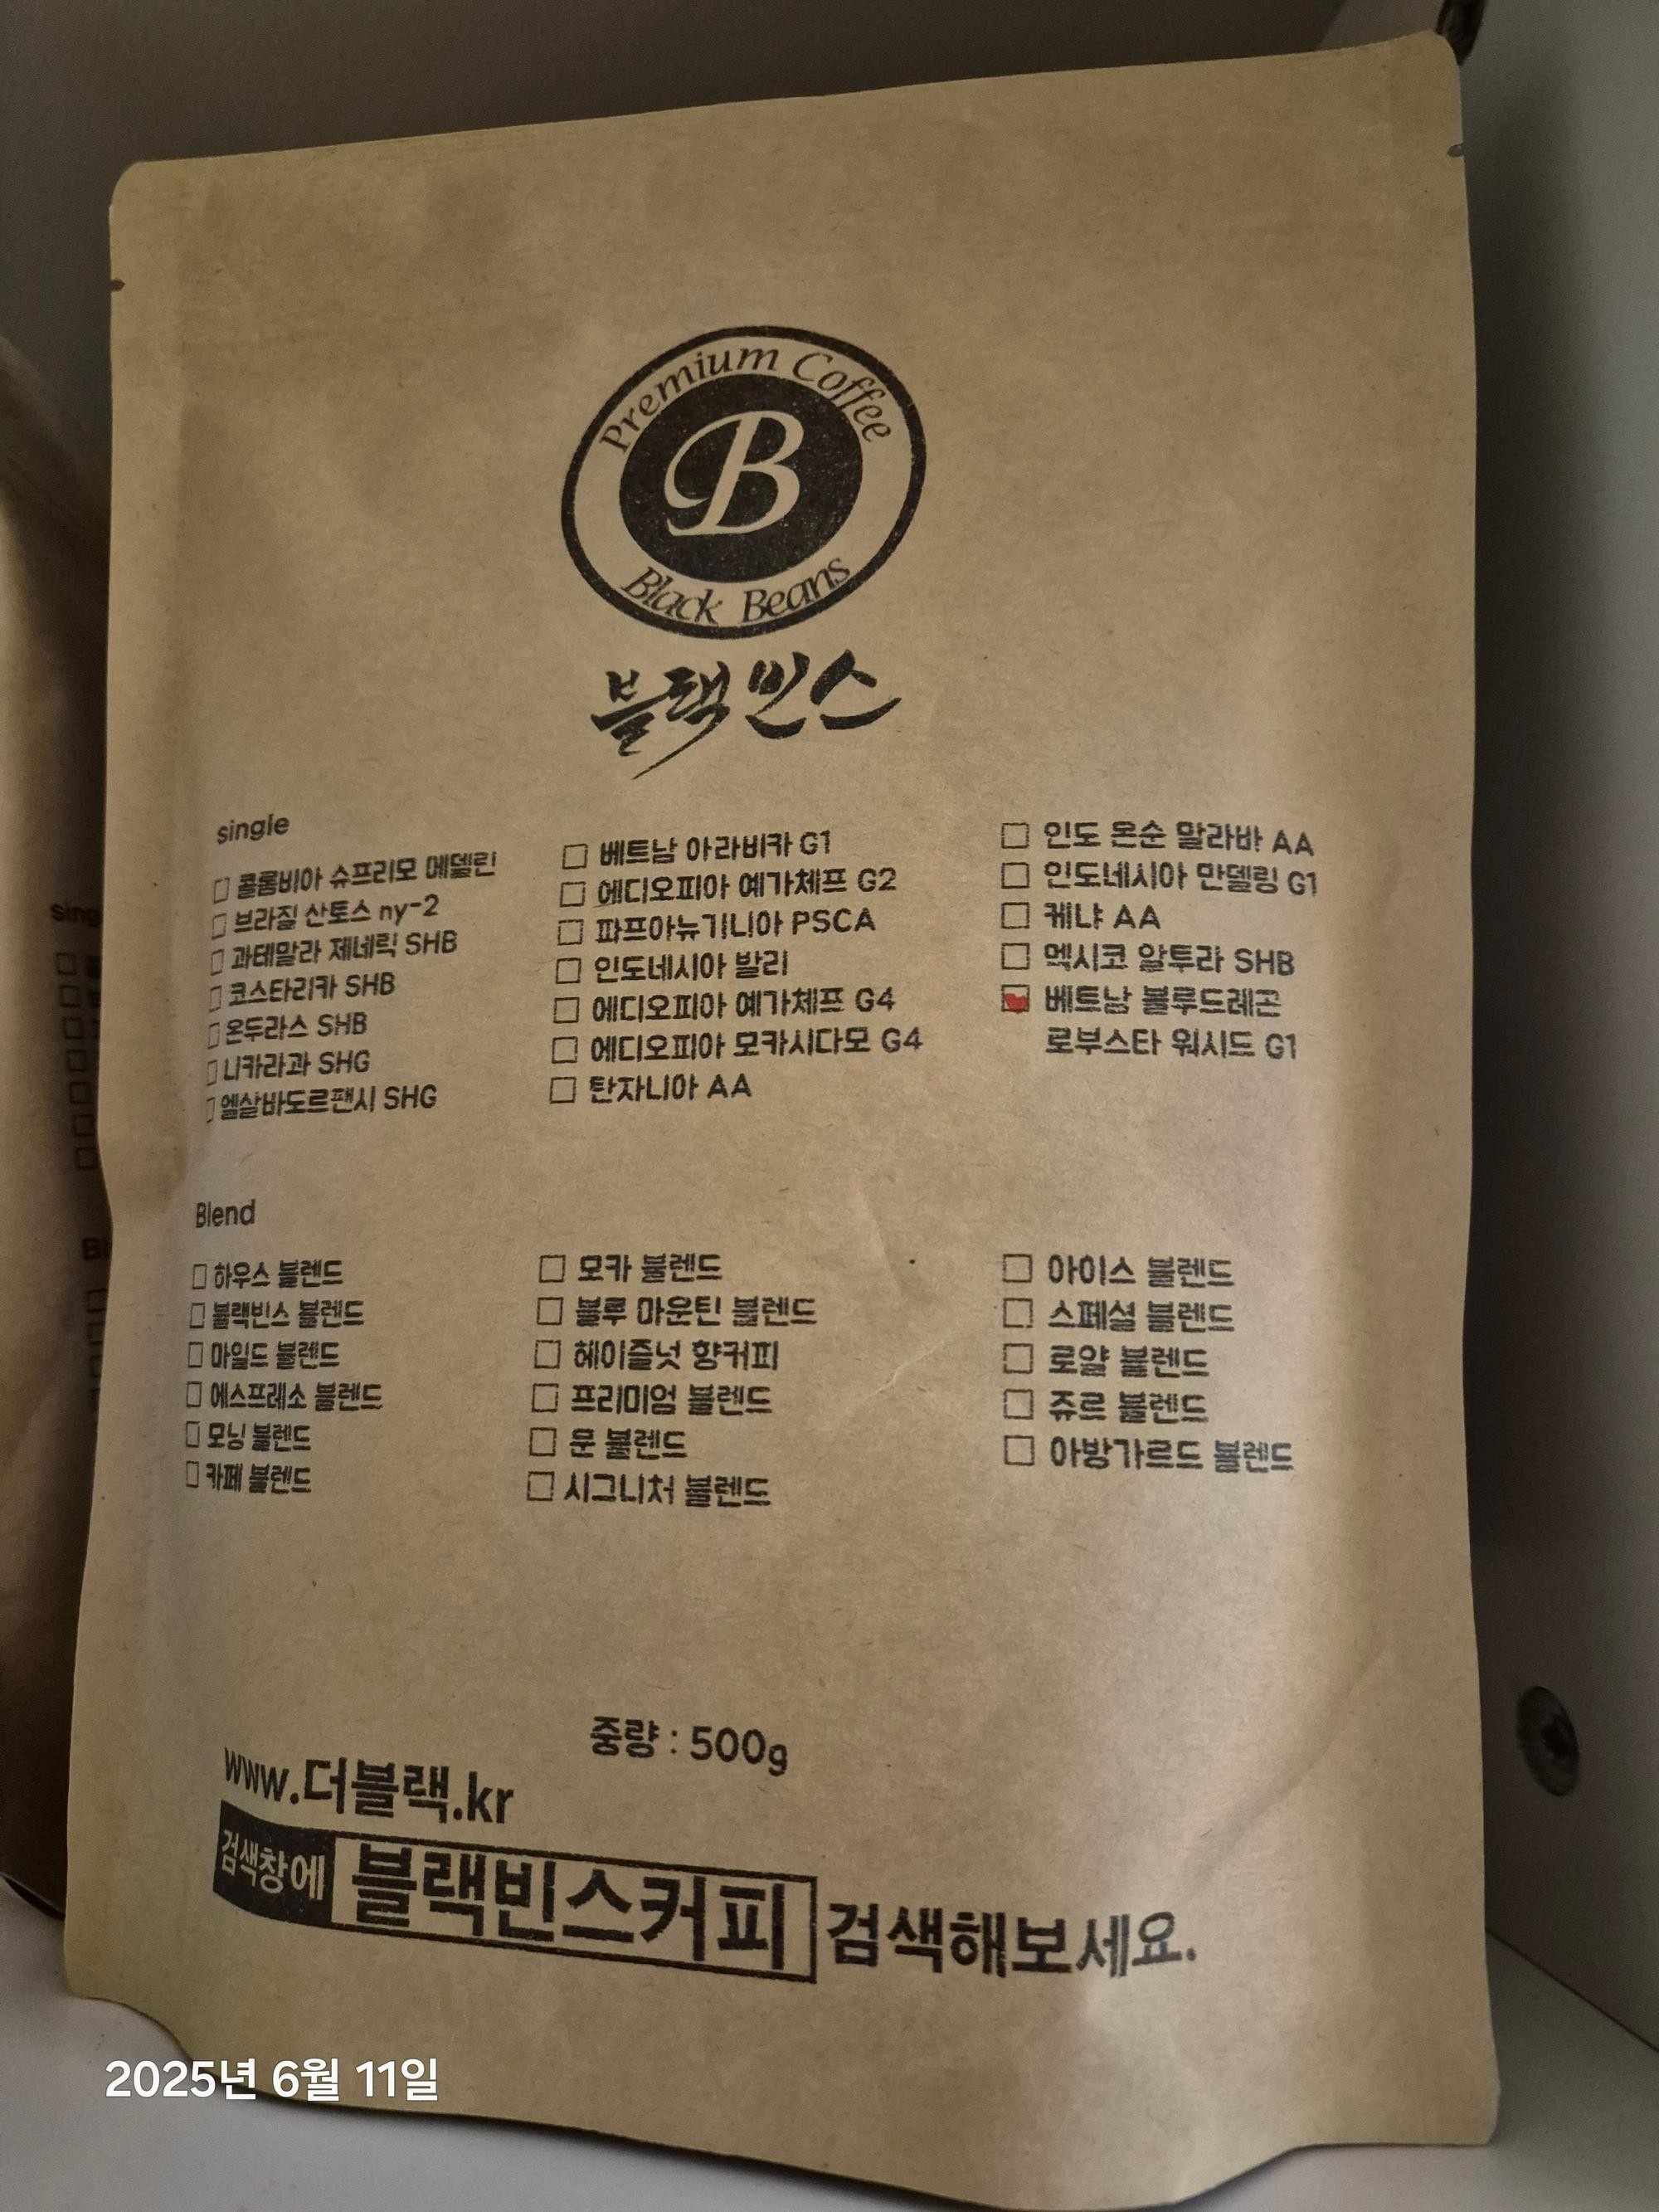 Premium Coffee
B
Black Beans
블랙빈스
single
콜롬비아 슈프리모 메델린
브라질 산토스 ny-2
과테말라 제네릭 SHB
코스타리카 SHB
온두라스 SHB
니카라과 SHG
엘살바도르팬시 SHG
베트남 아라비카 G1
에디오피아 예가체프 G2
파프아뉴기니아 PSCA
인도네시아 발리
에디오피아 예가체프 G4
에디오피아 모카시다모 G4
탄자니아 AA
인도 몬순 말라바 AA
인도네시아 만델링 G1
케냐 AA
멕시코 알투라 SHB
베트남 블루드레곤
로부스타 워시드 G1
Blend
하우스 블렌드
블랙빈스 블렌드
마일드 블렌드
에스프레소 블렌드
모닝 블렌드
카페 블렌드
모카 블렌드
블루 마운틴 블렌드
헤이즐넛 향커피
프리미엄 블렌드
문 블렌드
시그니처 블렌드
아이스 블렌드
스페셜 블렌드
로얄 블렌드
쥬르 블렌드
아방가르드 블렌드
중량 : 500g
www.더블랙.kr
검색창에 블랙빈스커피 검색해보세요.
2025년 6월 11일